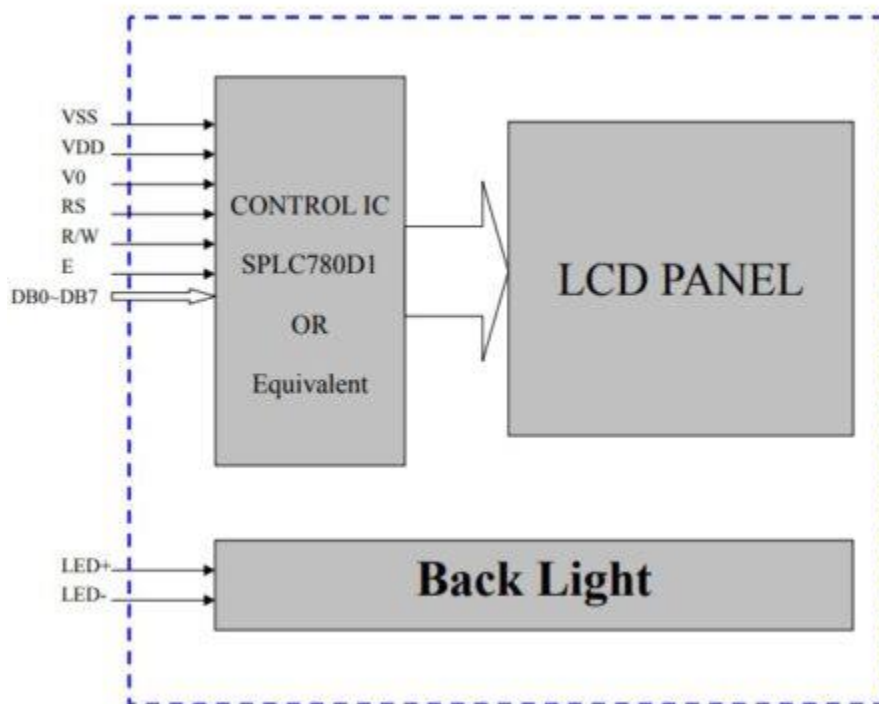 VSS
VDD
V0
RS
R/W
E
DB0~DB7
CONTROL IC
SPLC780D1
OR
Equivalent
LCD PANEL
LED+
LED-
Back Light